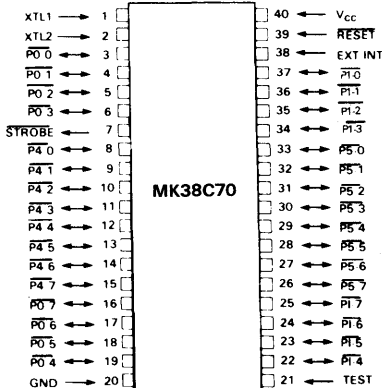 XTL1 1 40 VCC
XTL2 2 39 RESET
P0 0 3 38 EXT INT
P0 1 4 37 P1-0
P0 2 5 36 P1-1
P0 3 6 35 P1-2
STROBE 7 34 P1-3
P4 0 8 33 P5 0
P4 1 9 32 P5 1
P4 2 10 31 P5 2
MK38C70
P4 3 11 30 P5 3
P4 4 12 29 P5 4
P4 5 13 28 P5 5
P4 6 14 27 P5 6
P4 7 15 26 P5 7
P0 7 16 25 P1 7
P0 6 17 24 P1 6
P0 5 18 23 P1 5
P0 4 19 22 P1 4
GND 20 21 TEST